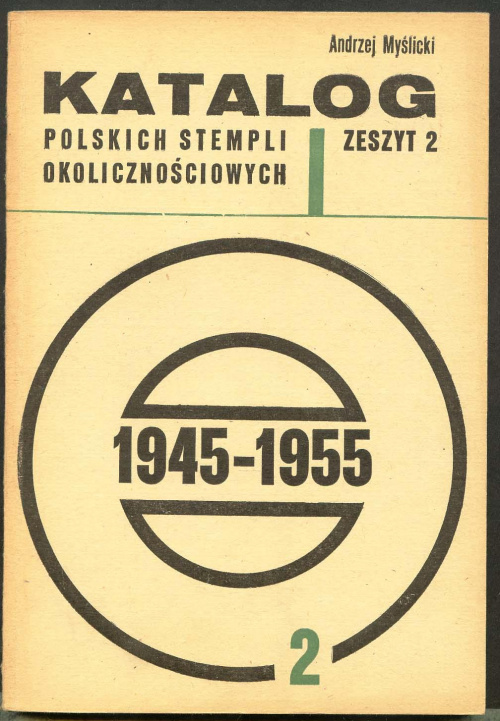 Andrzej Myślicki
KATALOG
POLSKICH STEMPLI
OKOLICZNOŚCIOWYCH
ZESZYT 2
1945-1955
2